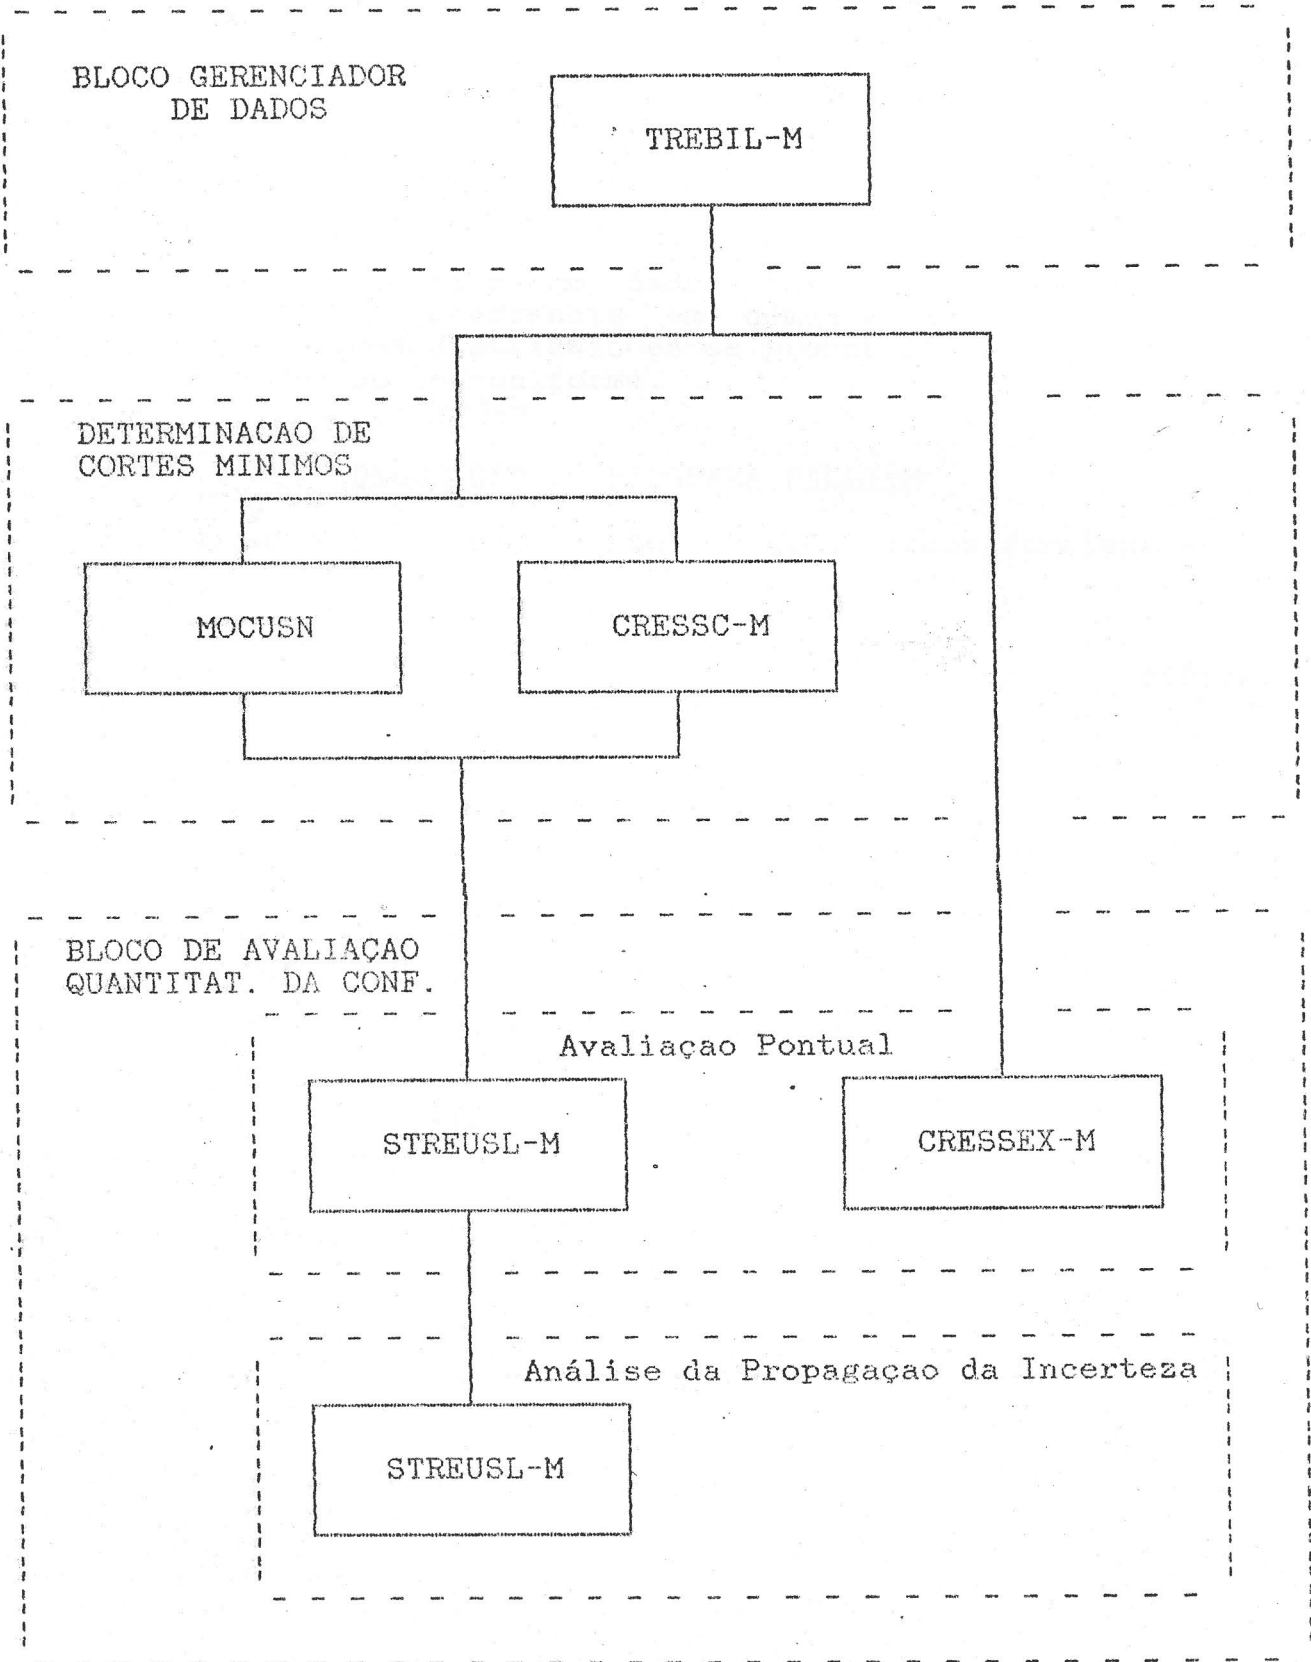 BLOCO GERENCIADOR
DE DADOS
TREBIL-M
DETERMINACAO DE
CORTES MINIMOS
MOCUSN
CRESSC-M
BLOCO DE AVALIAÇAO
QUANTITAT. DA CONF.
Avaliaçao Pontual
STREUSL-M
CRESSEX-M
Análise da Propagaçao da Incerteza
STREUSL-M